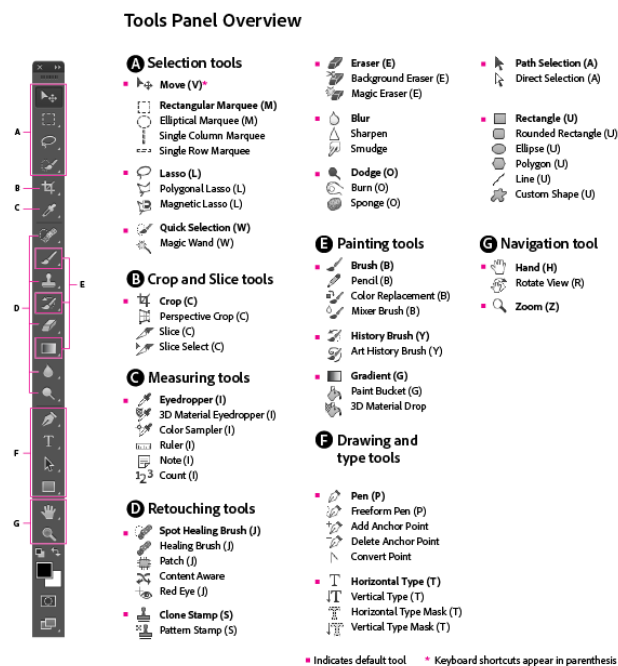 Tools Panel Overview
A Selection tools
Move (V)*
Rectangular Marquee (M)
Elliptical Marquee (M)
Single Column Marquee
Single Row Marquee
Lasso (L)
Polygonal Lasso (L)
Magnetic Lasso (L)
Quick Selection (W)
Magic Wand (W)
B Crop and Slice tools
Crop (C)
Perspective Crop (C)
Slice (C)
Slice Select (C)
C Measuring tools
Eyedropper (I)
3D Material Eyedropper (I)
Color Sampler (I)
Ruler (I)
Note (I)
123 Count (I)
D Retouching tools
Spot Healing Brush (J)
Healing Brush (J)
Patch (J)
Content Aware
Red Eye (J)
Clone Stamp (S)
Pattern Stamp (S)
Eraser (E)
Background Eraser (E)
Magic Eraser (E)
Blur
Sharpen
Smudge
Dodge (O)
Burn (O)
Sponge (O)
E Painting tools
Brush (B)
Pencil (B)
Color Replacement (B)
Mixer Brush (B)
History Brush (Y)
Art History Brush (Y)
Gradient (G)
Paint Bucket (G)
3D Material Drop
F Drawing and
type tools
Pen (P)
Freeform Pen (P)
Add Anchor Point
Delete Anchor Point
Convert Point
T Horizontal Type (T)
T Vertical Type (T)
T Horizontal Type Mask (T)
T Vertical Type Mask (T)
Path Selection (A)
Direct Selection (A)
Rectangle (U)
Rounded Rectangle (U)
Ellipse (U)
Polygon (U)
Line (U)
Custom Shape (U)
G Navigation tool
Hand (H)
Rotate View (R)
Zoom (Z)
A
B
C
D
E
F
G
T
Indicates default tool
* Keyboard shortcuts appear in parenthesis